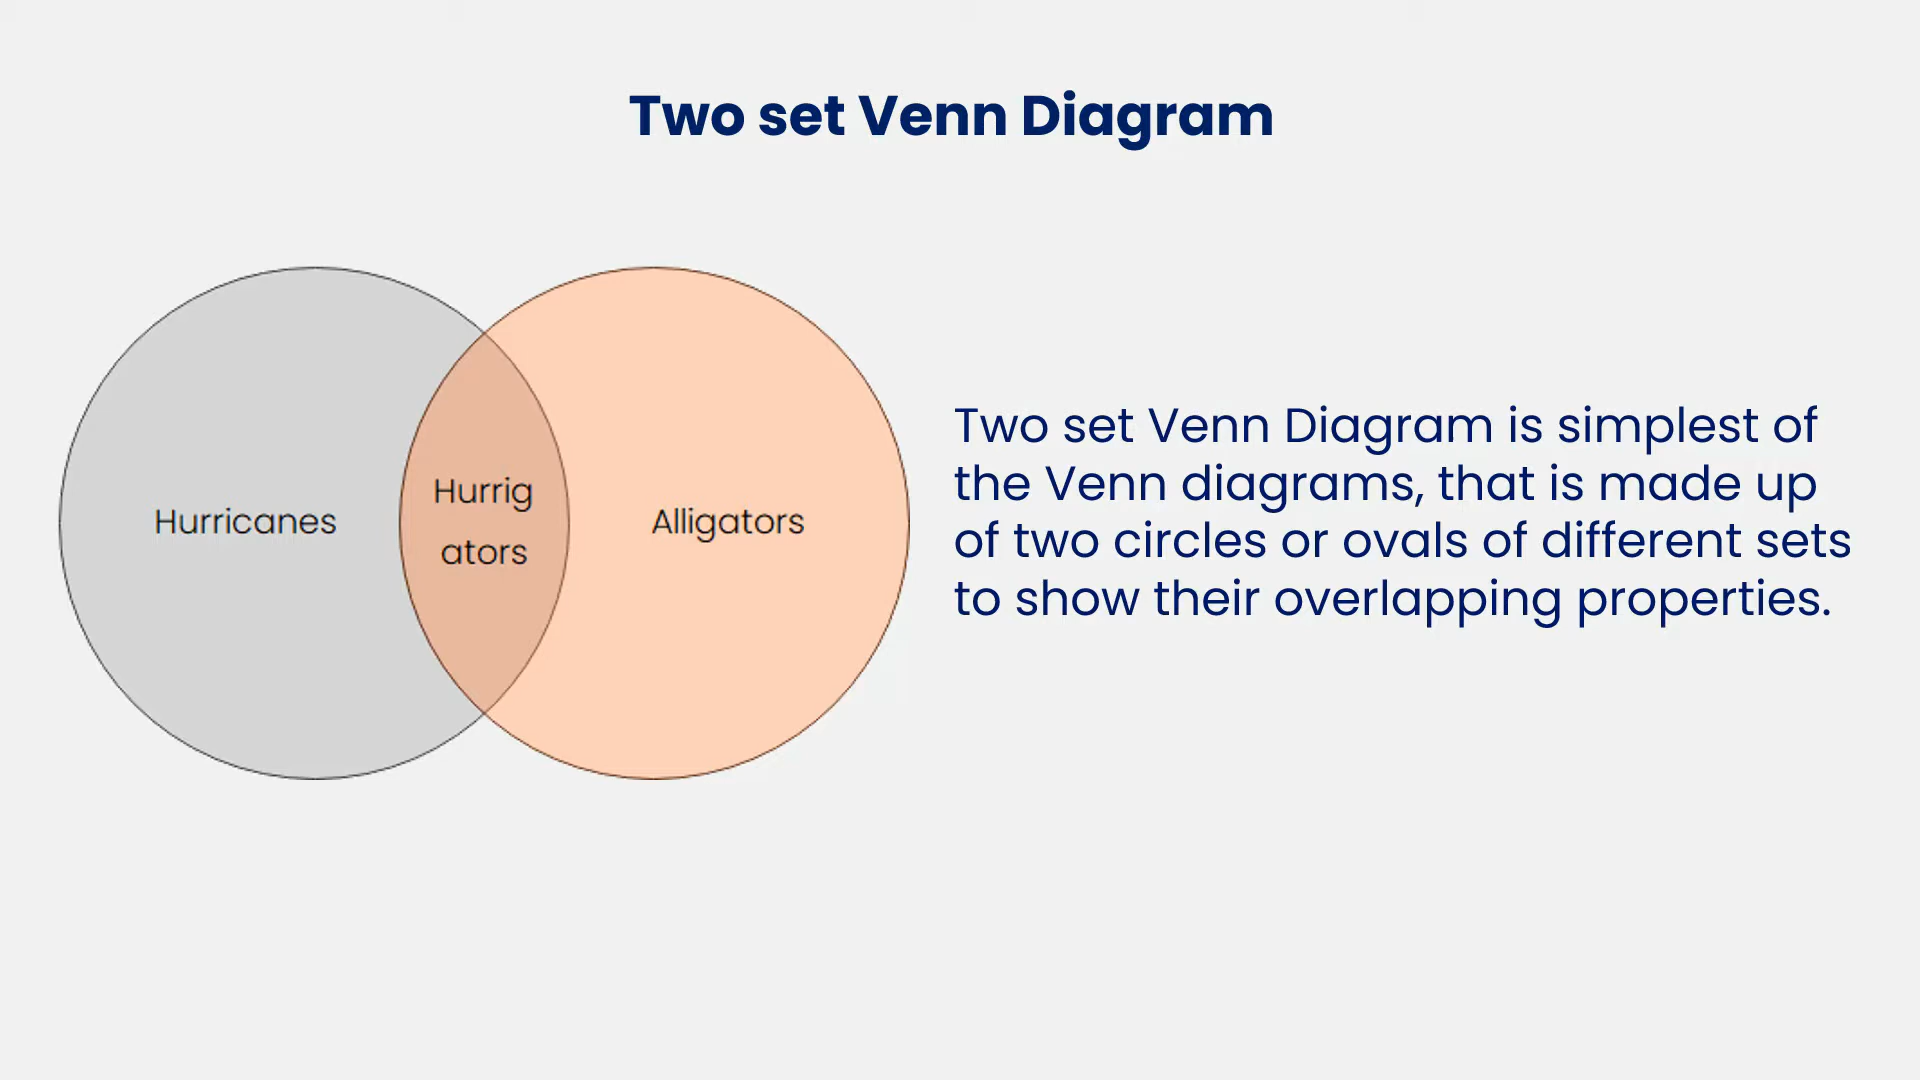 Two set Venn Diagram
Hurricanes
Hurrig
ators
Alligators
Two set Venn Diagram is simplest of
the Venn diagrams, that is made up
of two circles or ovals of different sets
to show their overlapping properties.